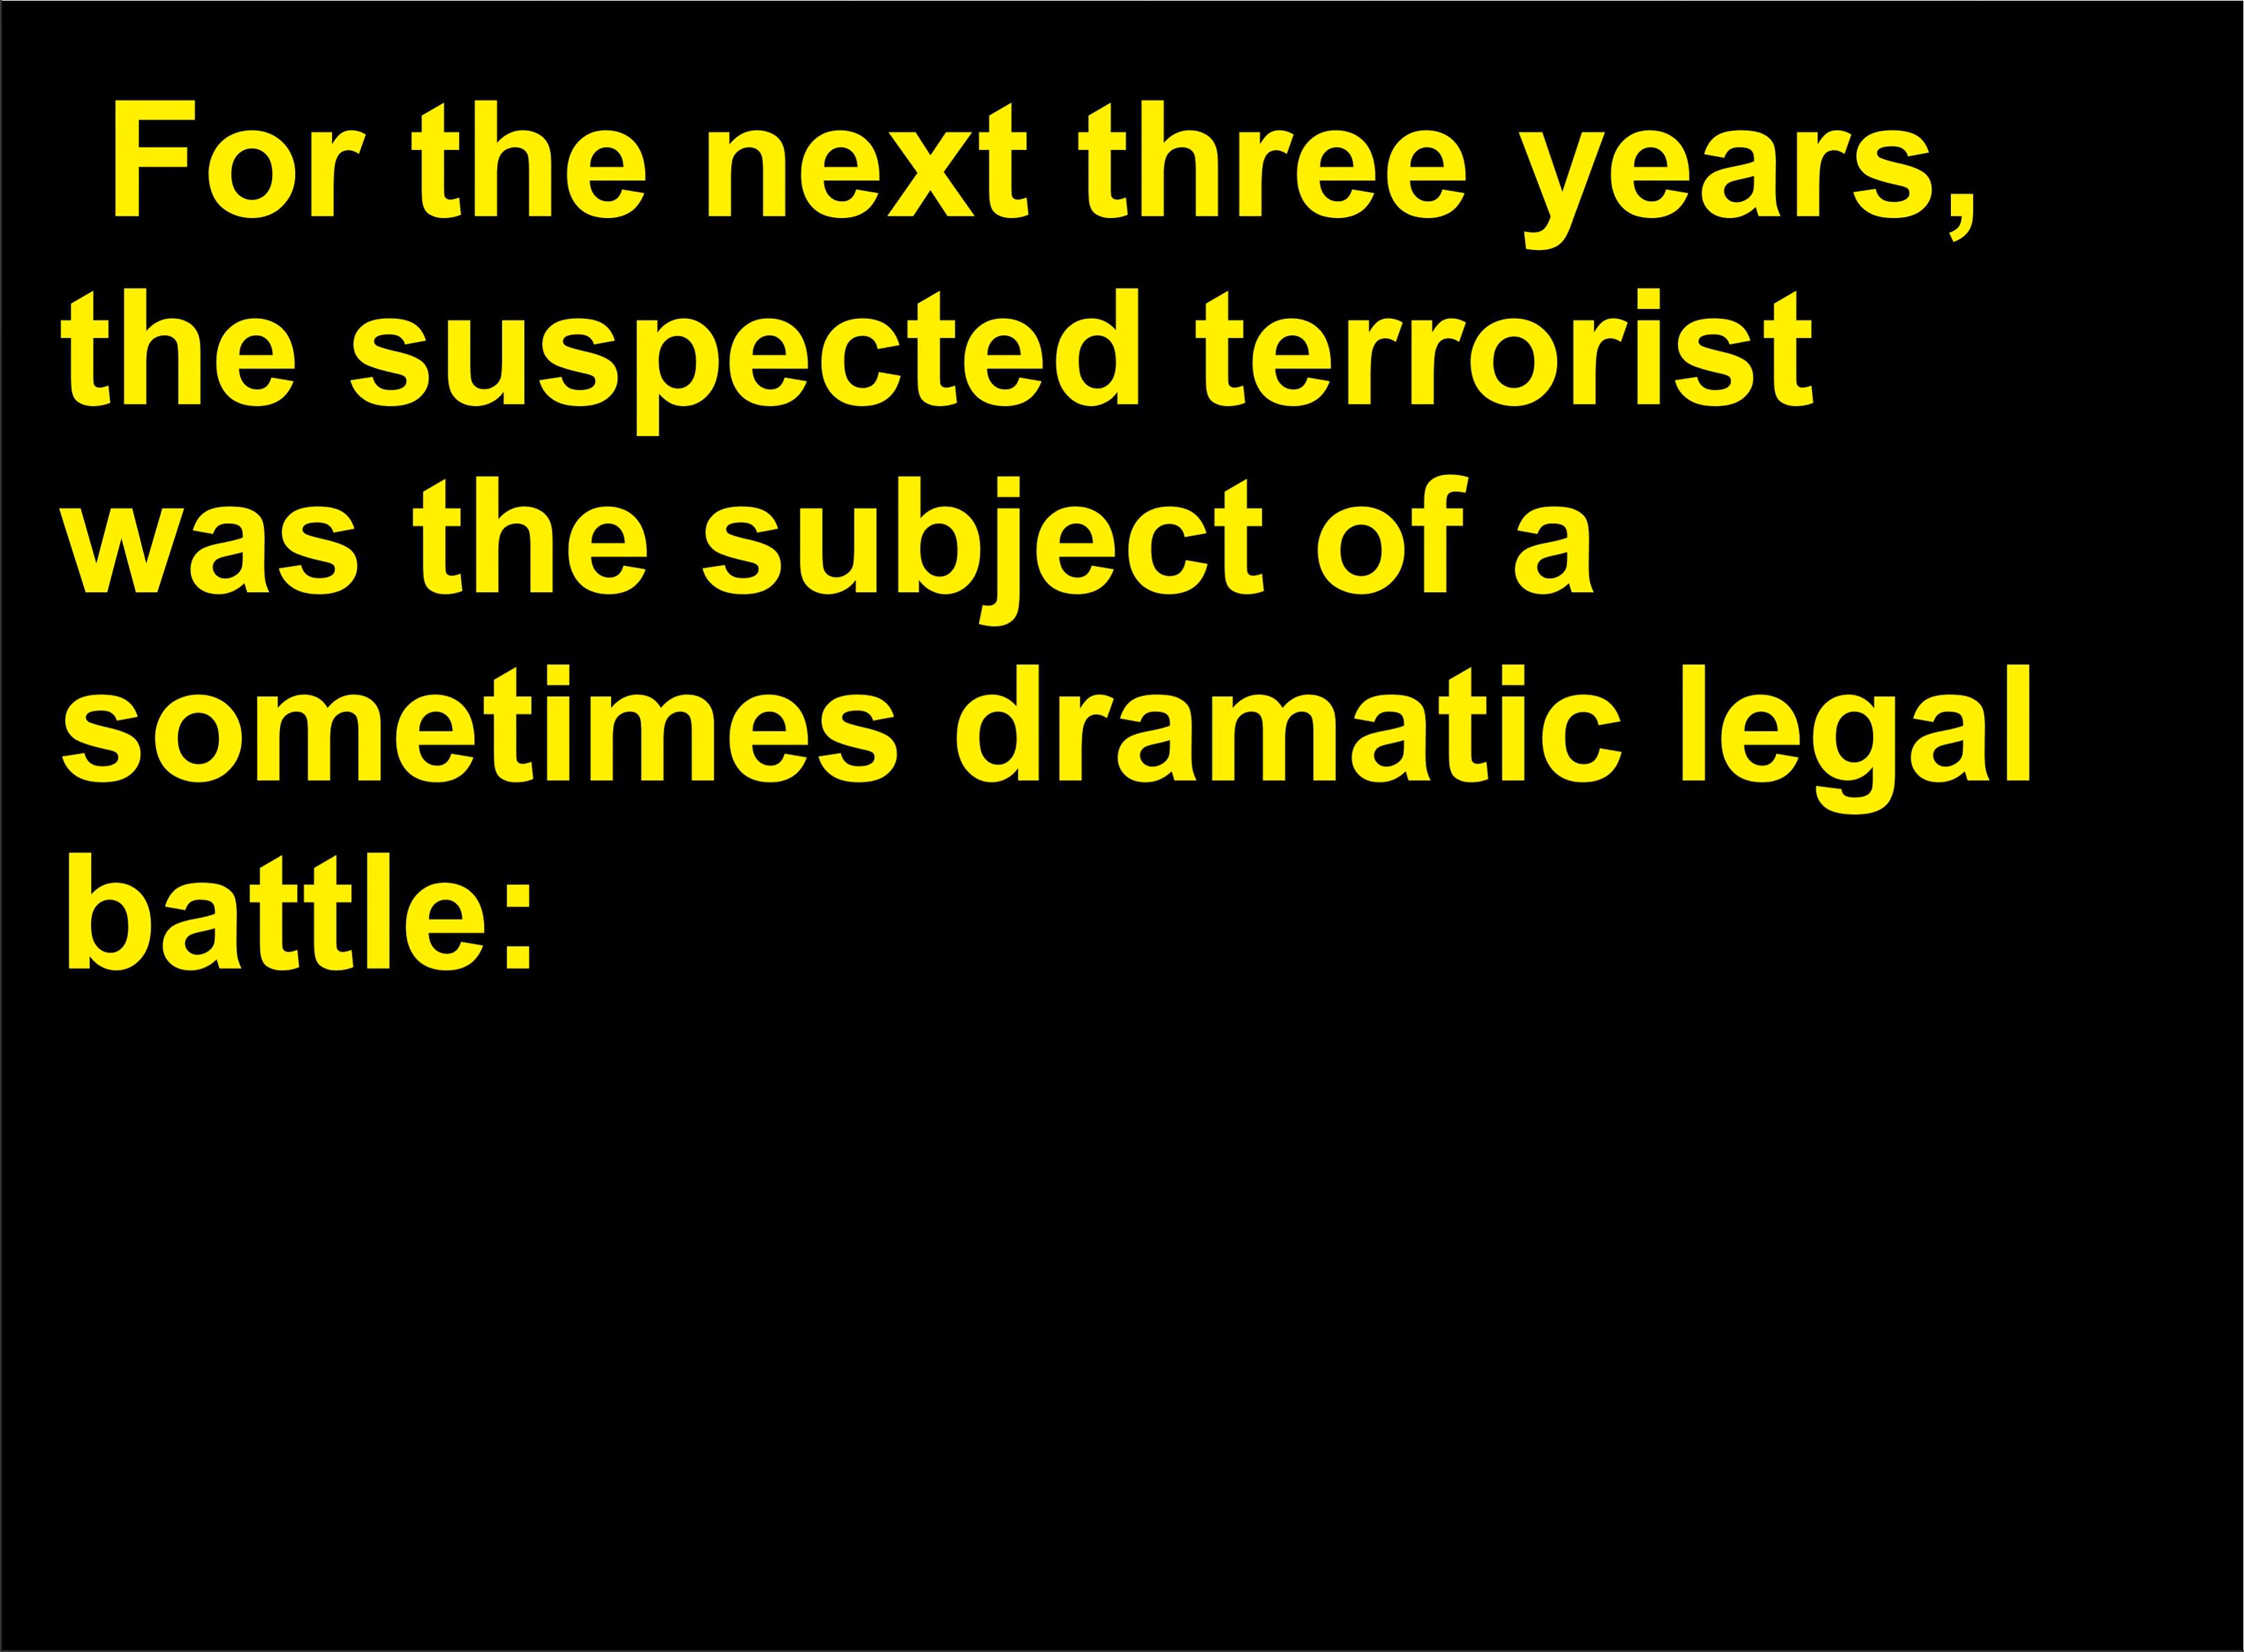 For the next three years,
the suspected terrorist
was the subject of a
sometimes dramatic legal
battle: